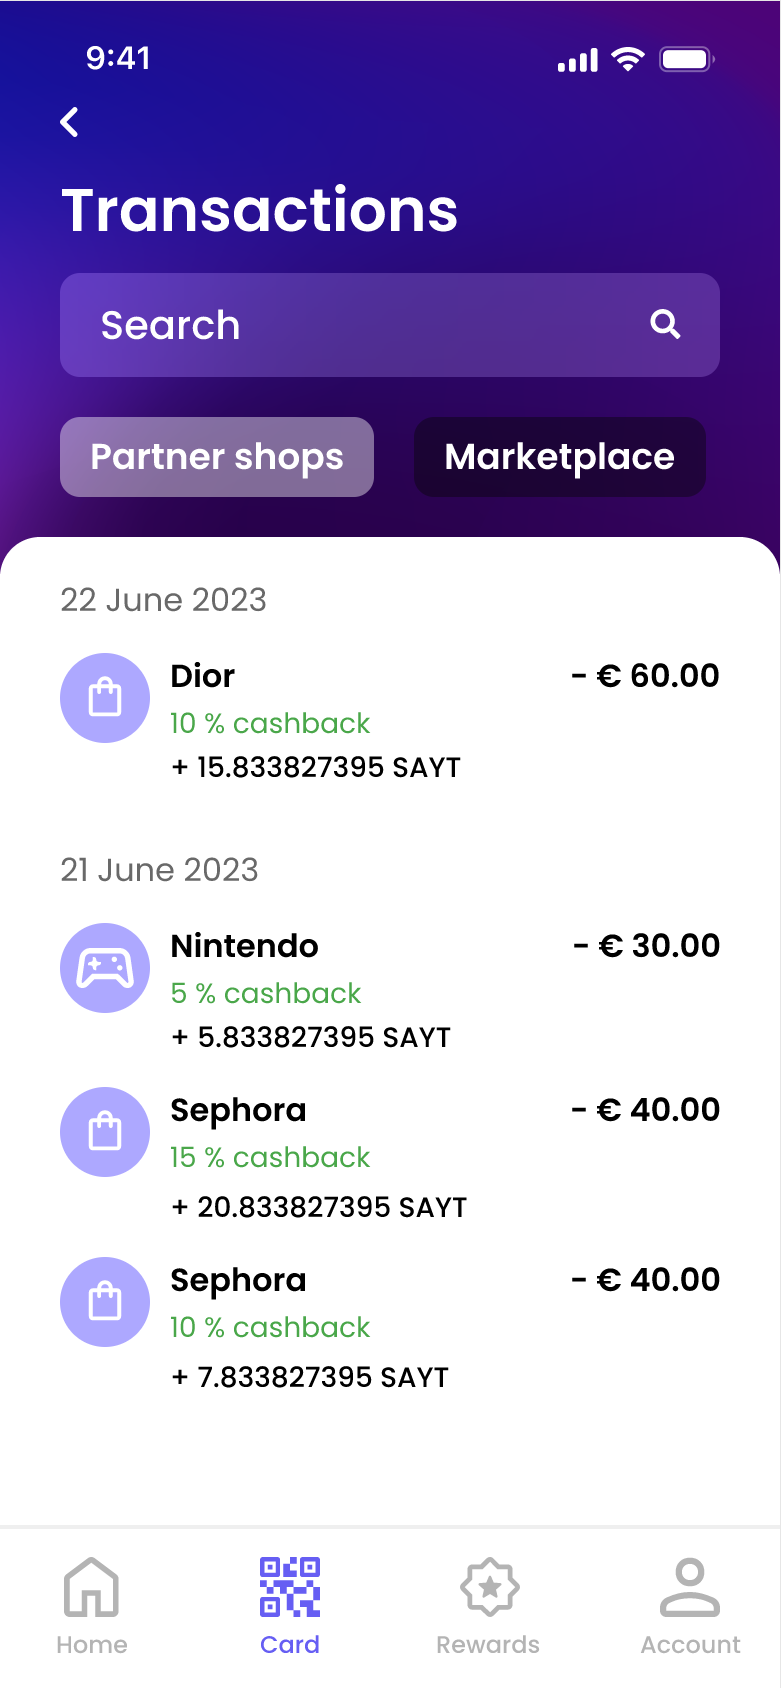 9:41
Transactions
Search
Partner shops Marketplace
22 June 2023
Dior - € 60.00
10 % cashback
+ 15.833827395 SAYT
21 June 2023
Nintendo - € 30.00
5 % cashback
+ 5.833827395 SAYT
Sephora - € 40.00
15 % cashback
+ 20.833827395 SAYT
Sephora - € 40.00
10 % cashback
+ 7.833827395 SAYT
Home Card Rewards Account